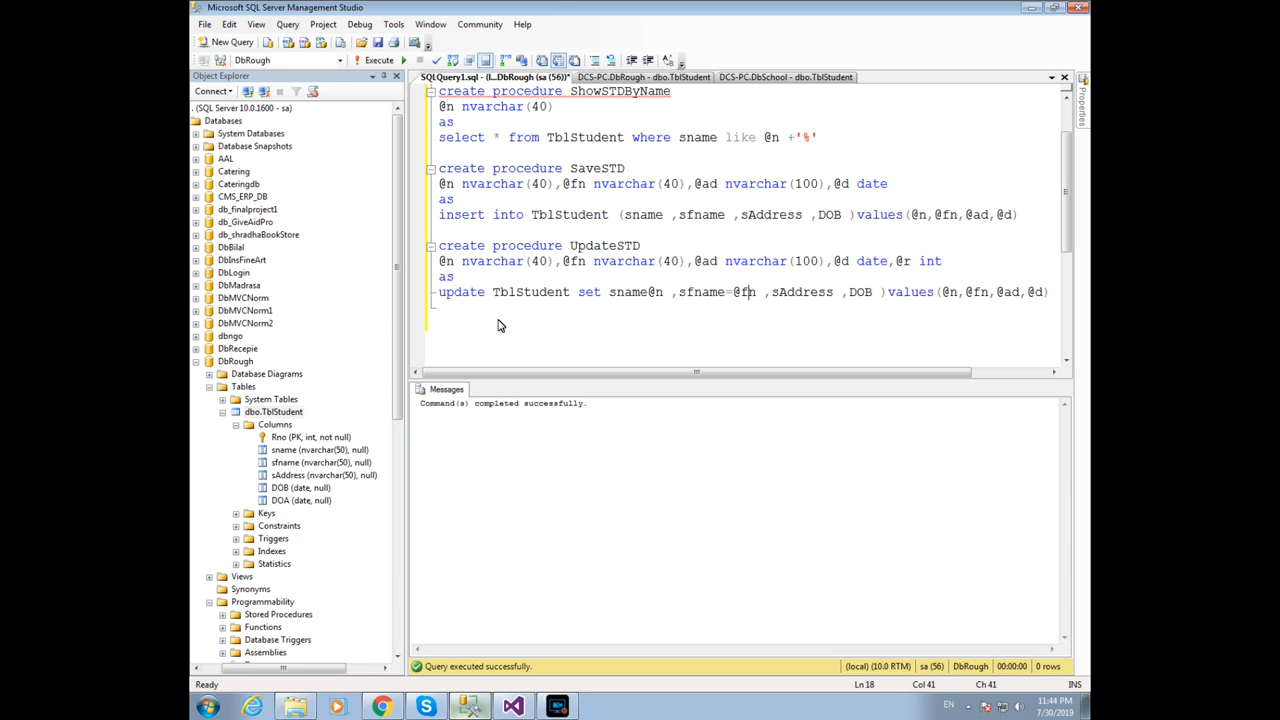 Microsoft SQL Server Management Studio
File Edit View Query Project Debug Tools Window Community Help
New Query
DbRough Execute
Object Explorer
SQLQuery1.sql - (l...DbRough (sa (56))* DCS-PC.DbRough - dbo.TblStudent DCS-PC.DbSchool - dbo.TblStudent
Properties
Connect
. (SQL Server 10.0.1600 - sa)
Databases
System Databases
Database Snapshots
AAL
Catering
Cateringdb
CMS_ERP_DB
db_finalproject1
db_GiveAidPro
db_shradhaBookStore
DbBilal
DbInsFineArt
DbLogin
DbMadarsa
DbMVCNorm
DbMVCNorm1
DbMVCNorm2
dbngo
DbRecepie
DbRough
Database Diagrams
Tables
System Tables
dbo.TblStudent
Columns
Rno (PK, int, not null)
sname (nvarchar(50), null)
sfname (nvarchar(50), null)
sAddress (nvarchar(50), null)
DOB (date, null)
DOA (date, null)
Keys
Constraints
Triggers
Indexes
Statistics
Views
Synonyms
Programmability
Stored Procedures
Functions
Database Triggers
Assemblies
create procedure ShowSTDByName
@n nvarchar(40)
as
select * from TblStudent where sname like @n +'%'
create procedure SaveSTD
@n nvarchar(40),@fn nvarchar(40),@ad nvarchar(100),@d date
as
insert into TblStudent (sname ,sfname ,sAddress ,DOB )values(@n,@fn,@ad,@d)
create procedure UpdateSTD
@n nvarchar(40),@fn nvarchar(40),@ad nvarchar(100),@d date,@r int
as
update TblStudent set sname@n ,sfname=@fn ,sAddress ,DOB )values(@n,@fn,@ad,@d)
Messages
Command(s) completed successfully.
Query executed successfully. (local) (10.0 RTM) sa (56) DbRough 00:00:00 0 rows
Ready Ln 18 Col 41 Ch 41 INS
EN 11:44 PM
7/30/2019